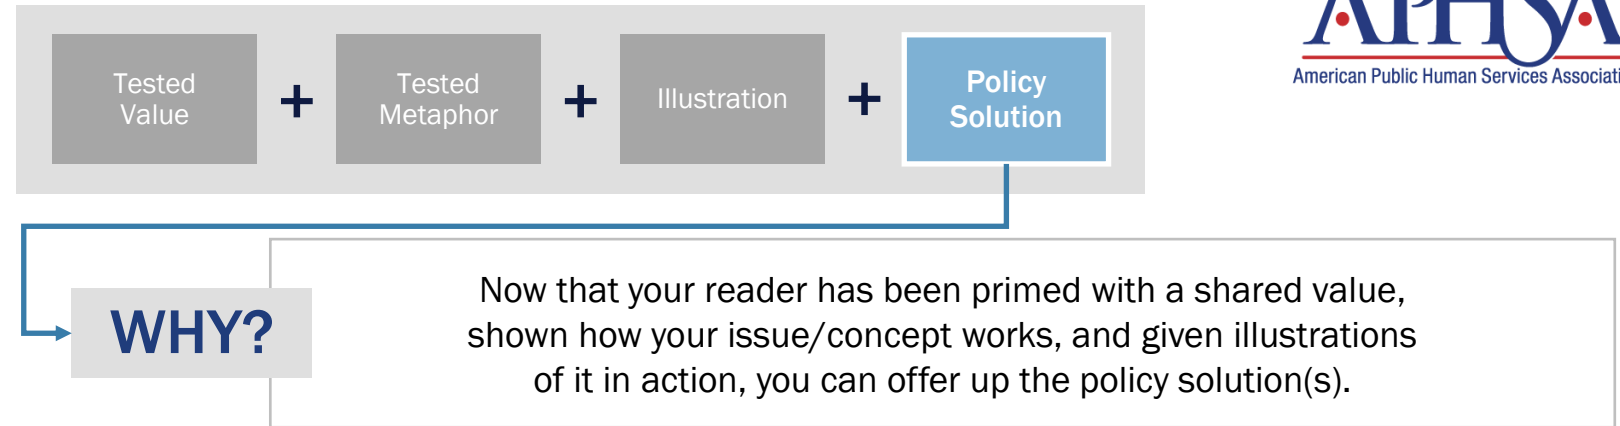 APHSA
American Public Human Services Associati
Tested
Value
+
Tested
Metaphor
+
Illustration
+
Policy
Solution
WHY?
Now that your reader has been primed with a shared value,
shown how your issue/concept works, and given illustrations
of it in action, you can offer up the policy solution(s).